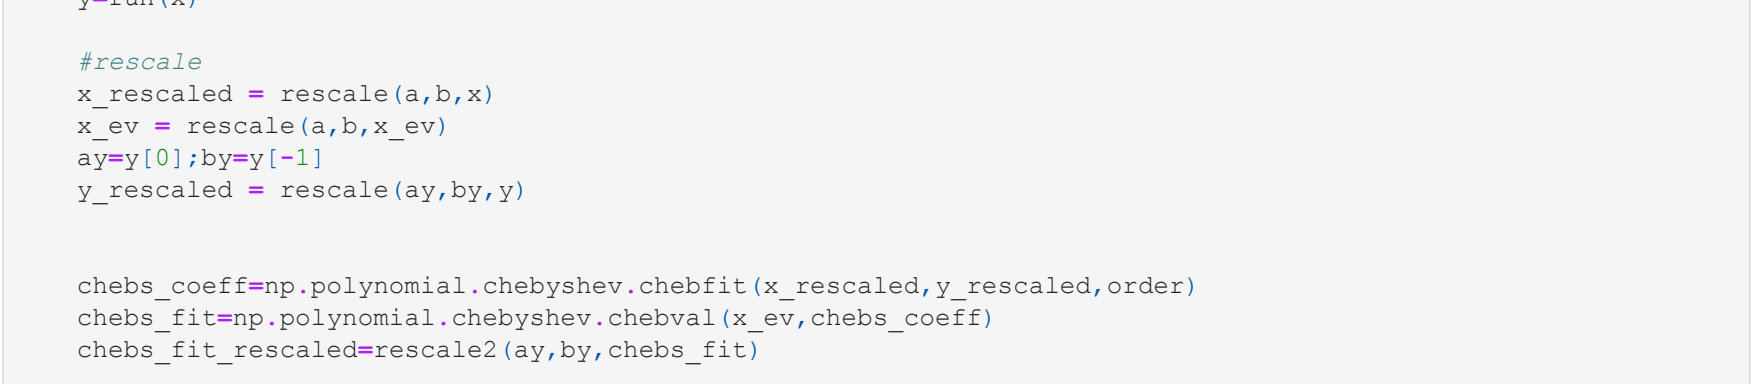 y=fun(x)
#rescale
x_rescaled = rescale(a,b,x)
x_ev = rescale(a,b,x_ev)
ay=y[0];by=y[-1]
y_rescaled = rescale(ay,by,y)
chebs_coeff=np.polynomial.chebyshev.chebfit(x_rescaled,y_rescaled,order)
chebs_fit=np.polynomial.chebyshev.chebval(x_ev,chebs_coeff)
chebs_fit_rescaled=rescale2(ay,by,chebs_fit)